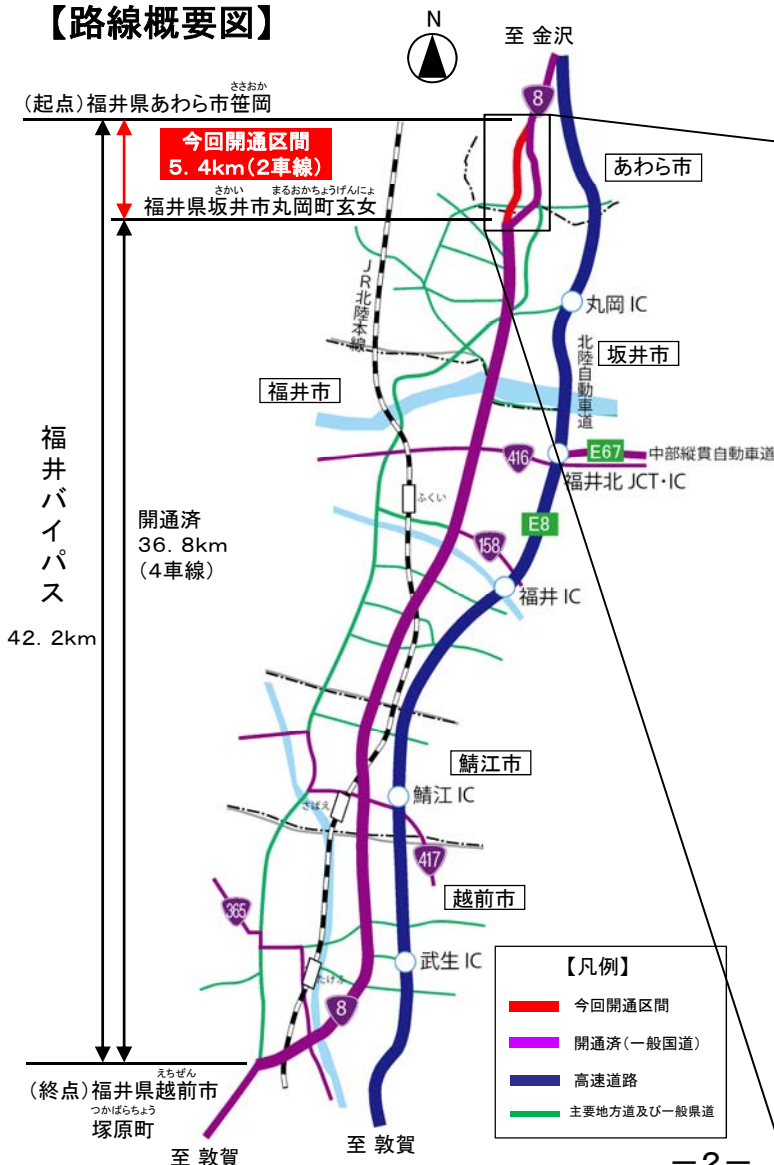 【路線概要図】
N
至 金沢
8
ささおか
(起点)福井県あわら市笹岡
今回開通区間
5.4km(2車線)
あわら市
さかい まるおかちょうげんにょ
福井県坂井市丸岡町玄女
JR北陸本線
丸岡 IC
北陸自動車道
坂井市
福井市
416
E67
中部縦貫自動車道
福井北 JCT・IC
ふくい
E8
158
福井 IC
福井バイパス
42.2km
開通済
36.8km
(4車線)
鯖江市
さばえ
鯖江 IC
417
越前市
365
武生 IC
たけふ
8
【凡例】
今回開通区間
開通済(一般国道)
高速道路
主要地方道及び一般県道
えちぜん
(終点)福井県越前市
つかばらちょう
塚原町
至 敦賀
至 敦賀
－2－